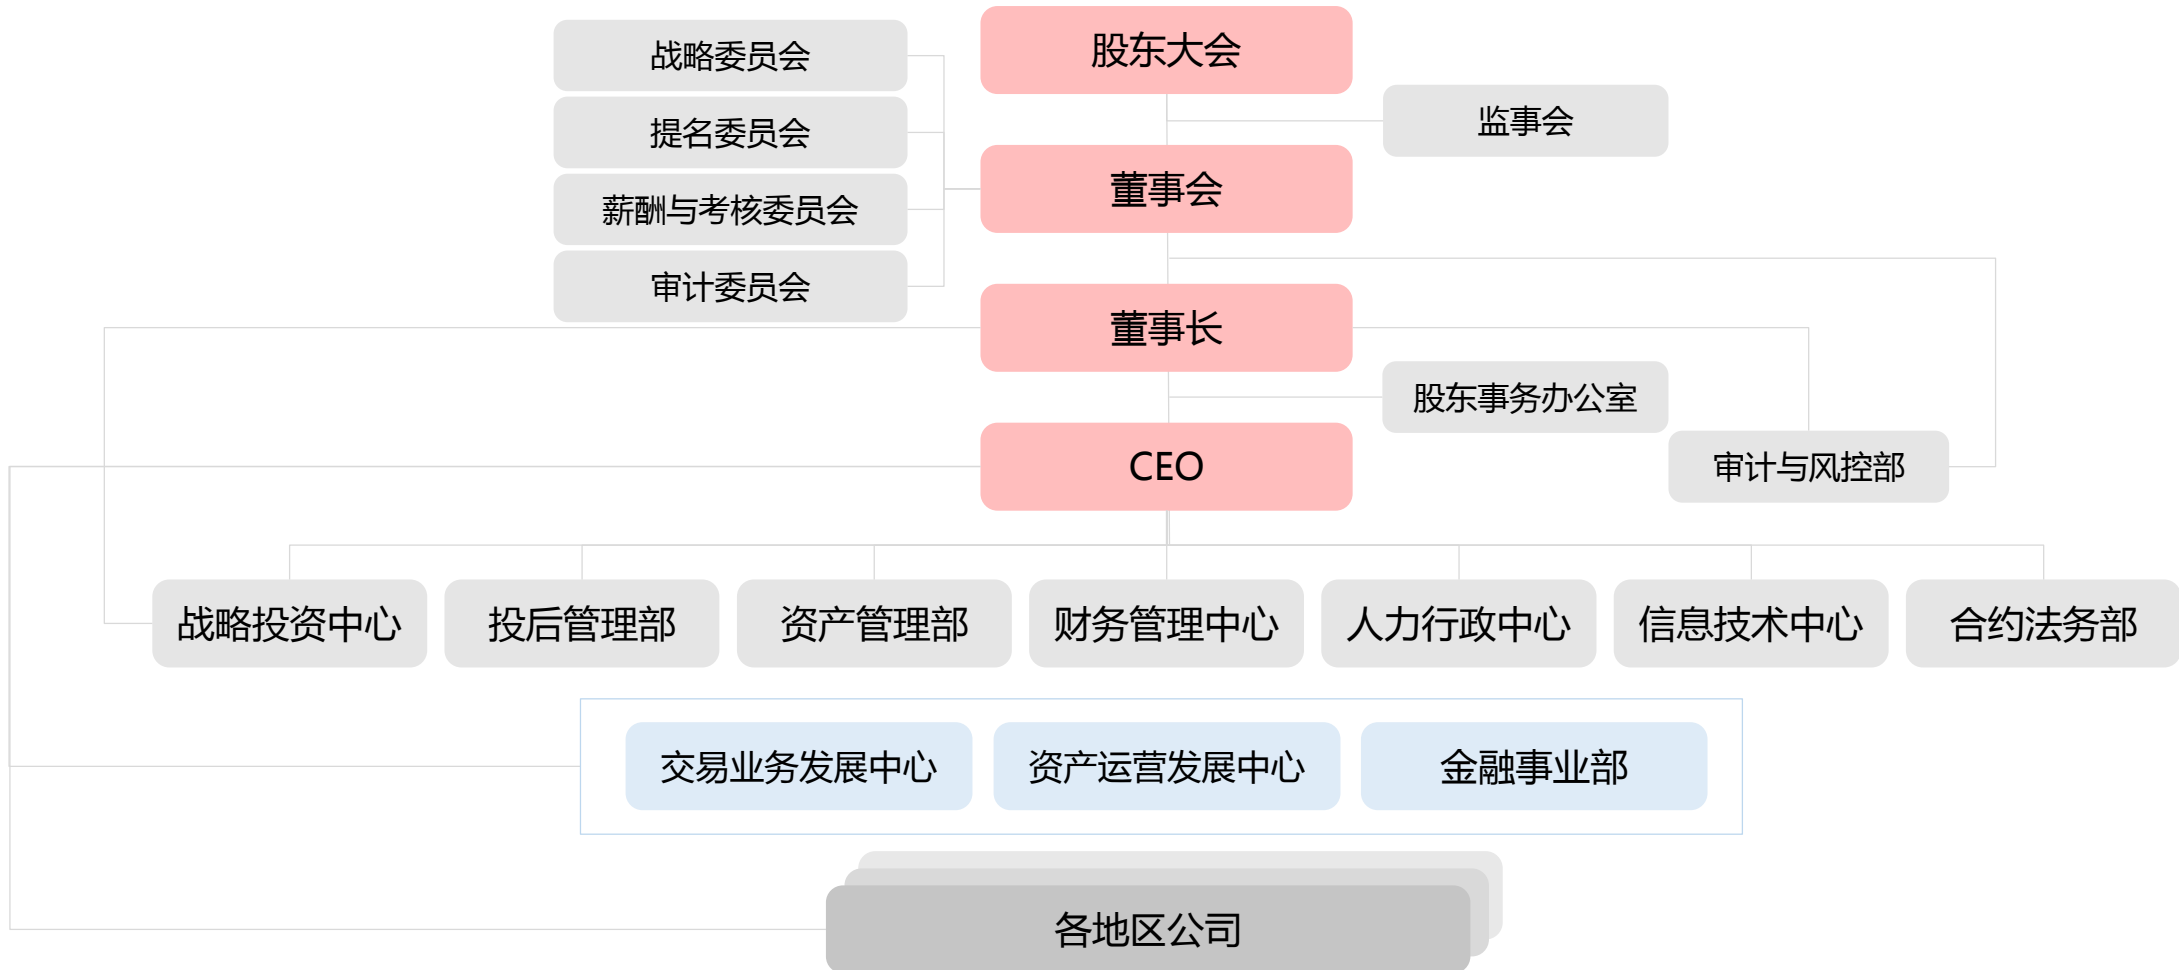 股东大会
战略委员会
提名委员会
薪酬与考核委员会
审计委员会
监事会
董事会
董事长
股东事务办公室
CEO
审计与风控部
战略投资中心
投后管理部
资产管理部
财务管理中心
人力行政中心
信息技术中心
合约法务部
交易业务发展中心
资产运营发展中心
金融事业部
各地区公司